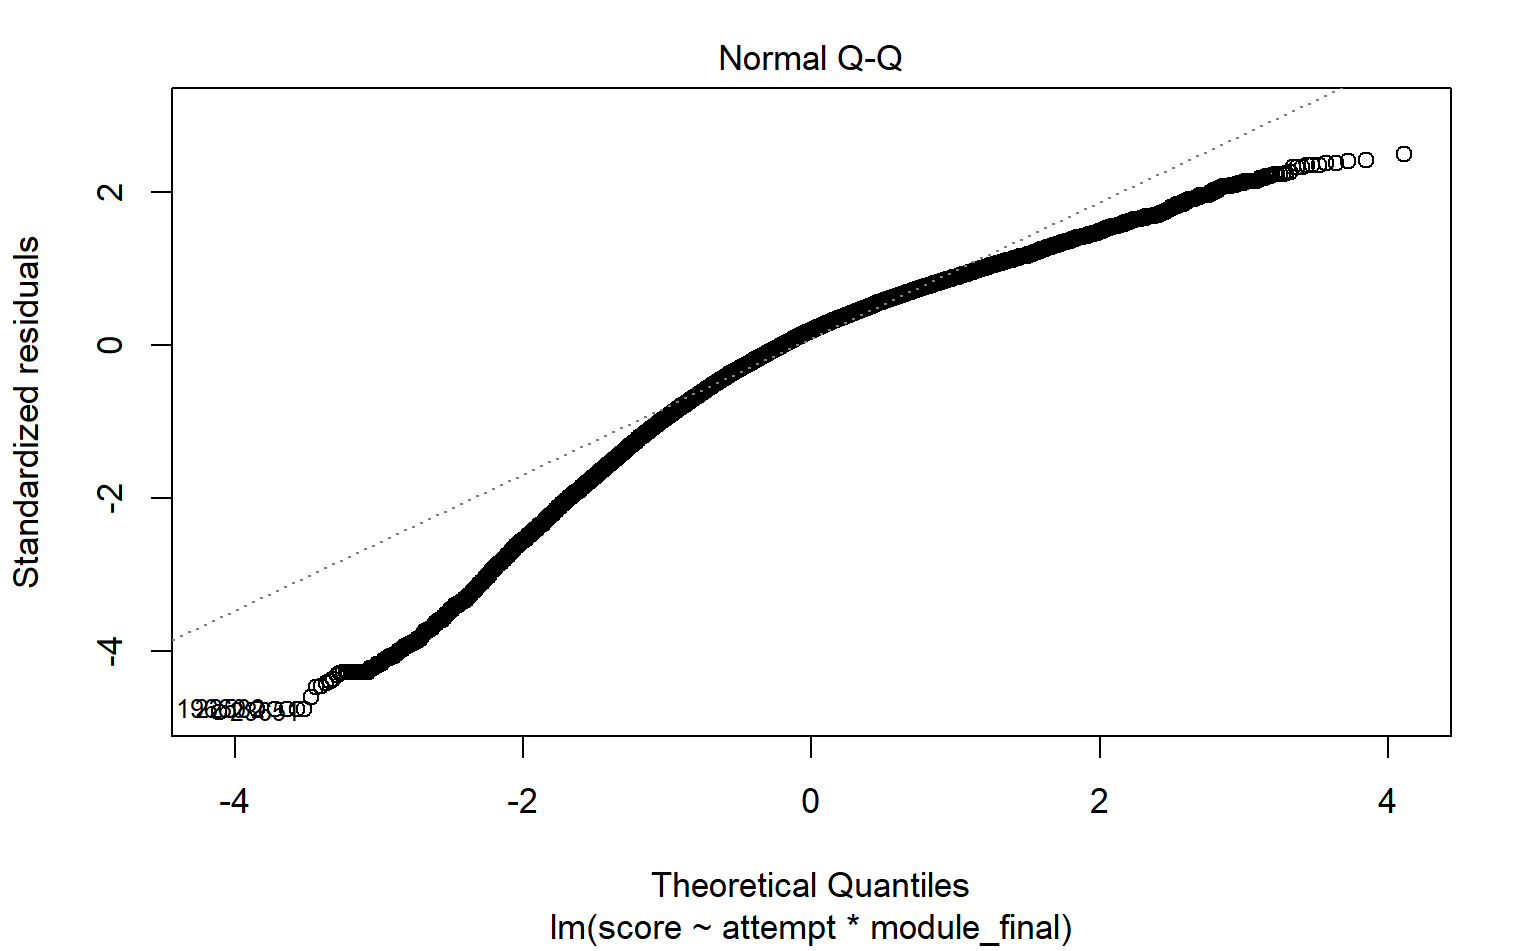 Normal Q-Q
Standardized residuals
2
0
-2
-4
-4
-2
0
2
4
Theoretical Quantiles
lm(score ~ attempt * module_final)